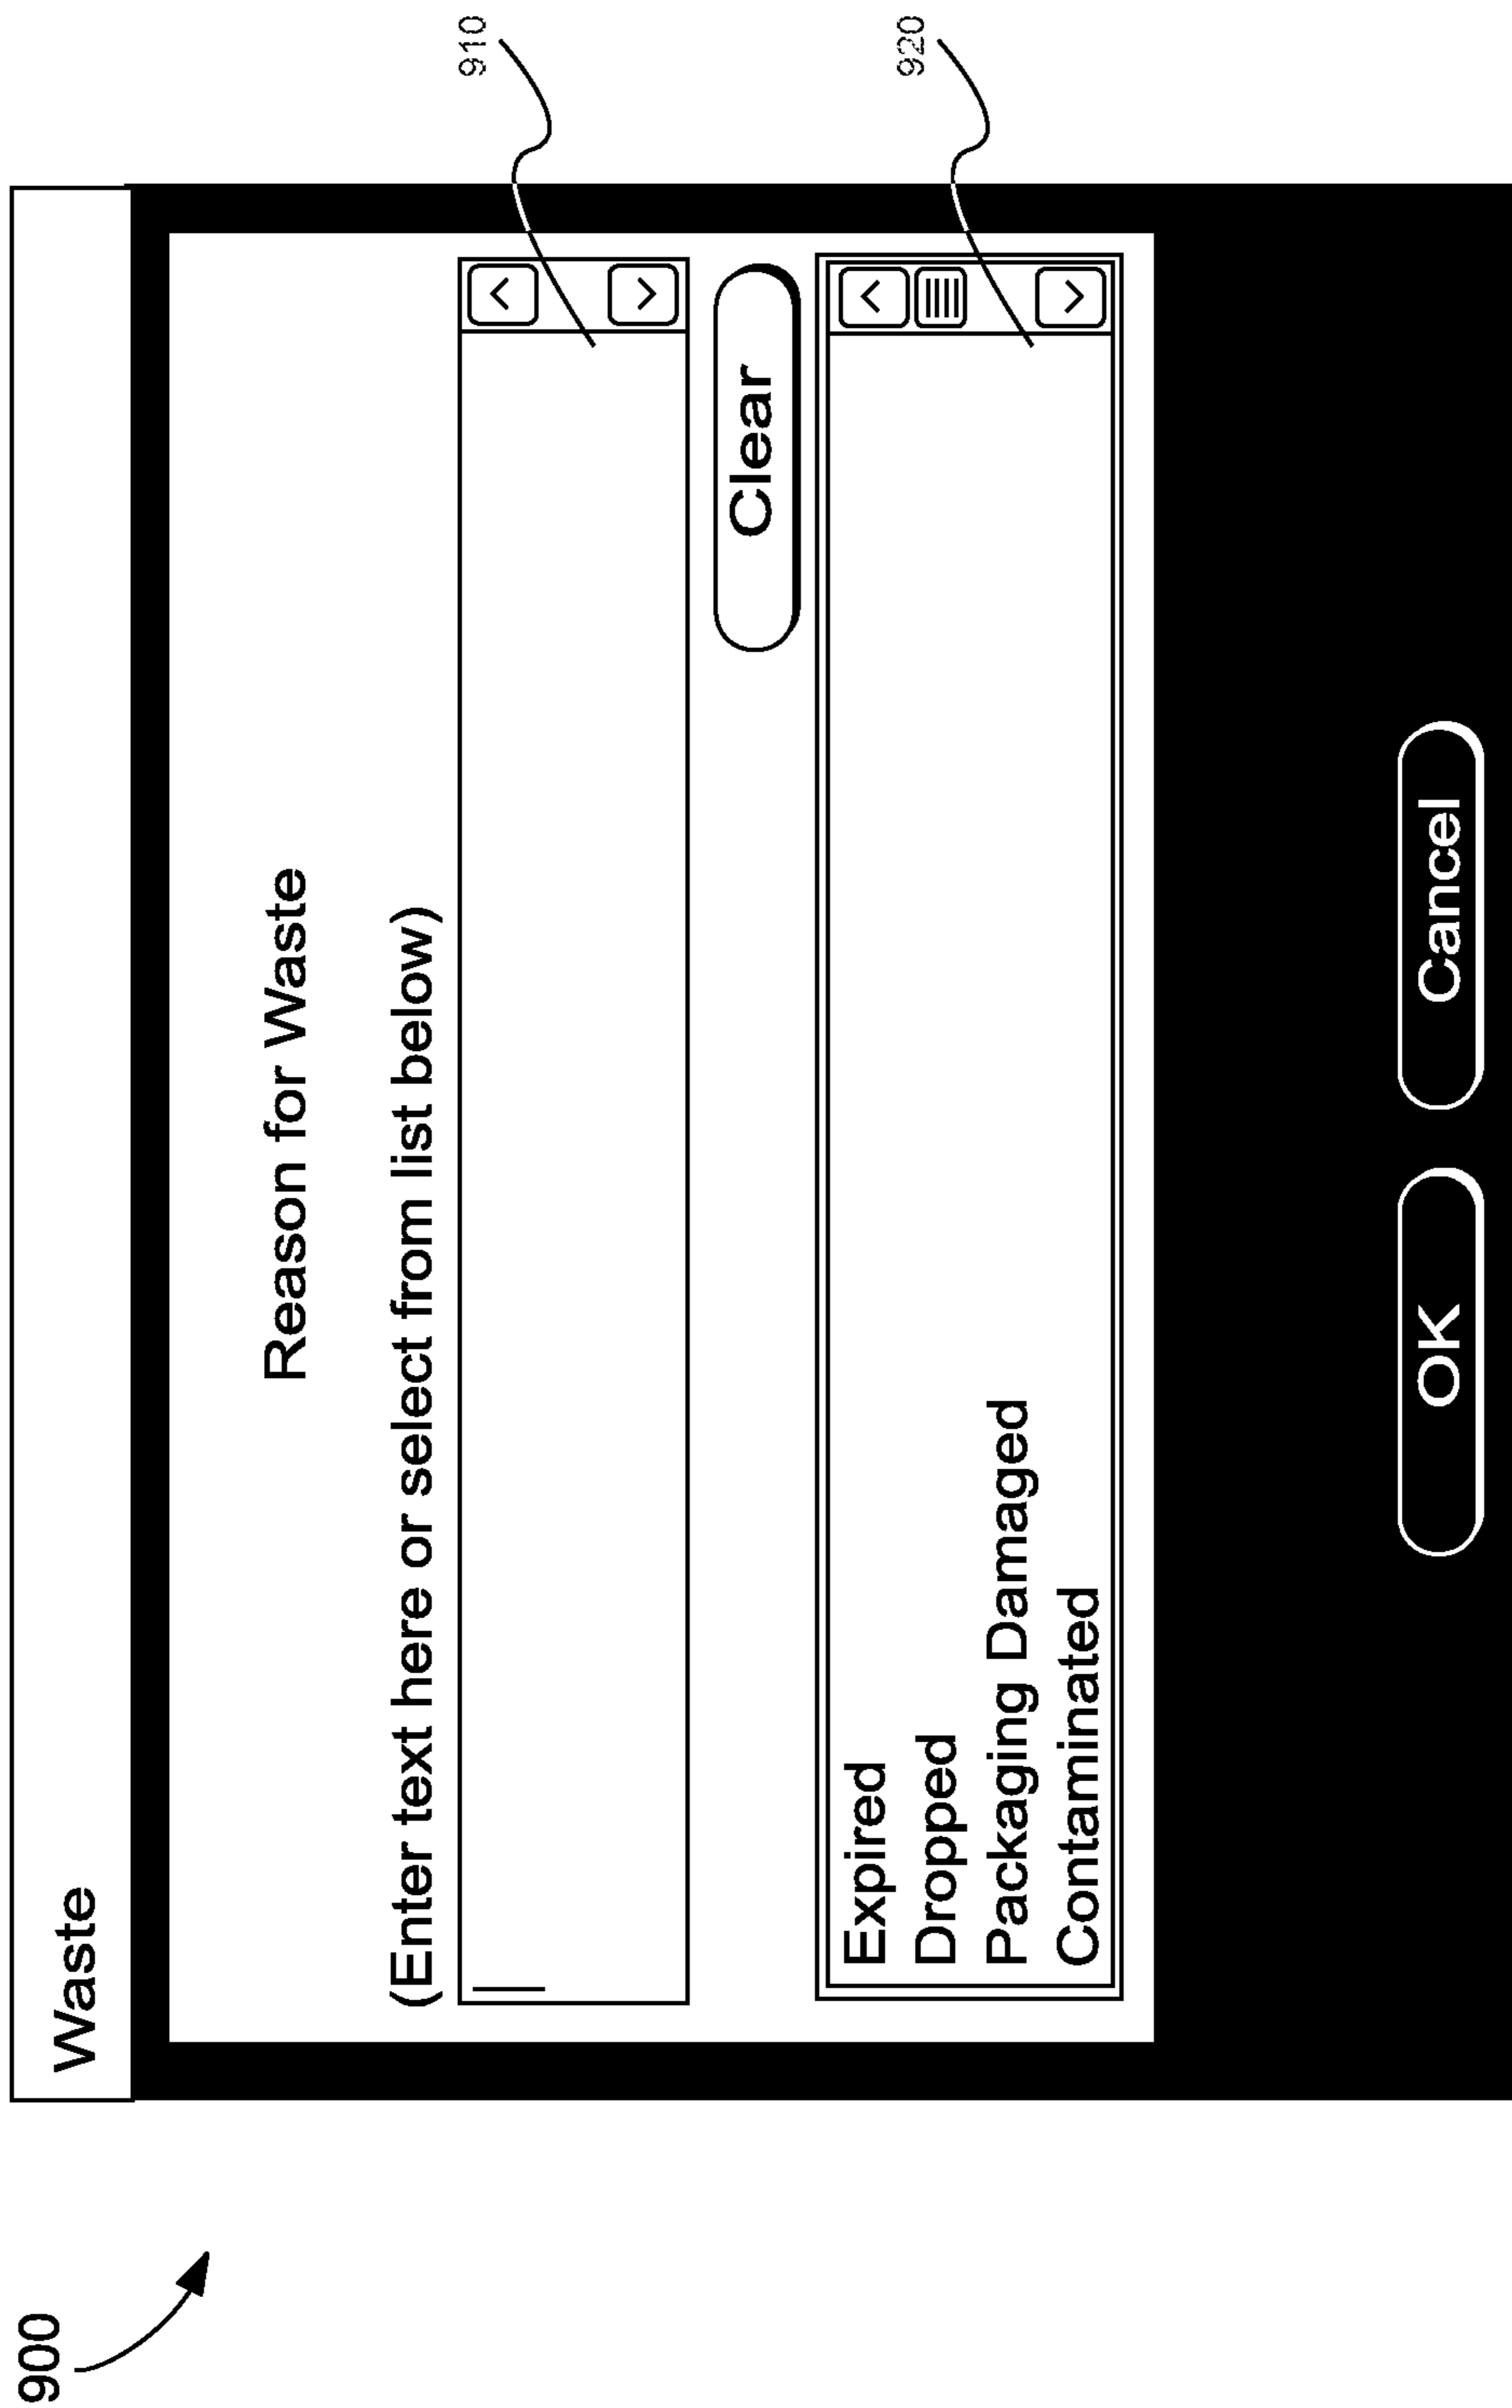 900
Waste
Reason for Waste
(Enter text here or select from list below)
910
Clear
Expired
Dropped
Packaging Damaged
Contaminated
920
OK
Cancel